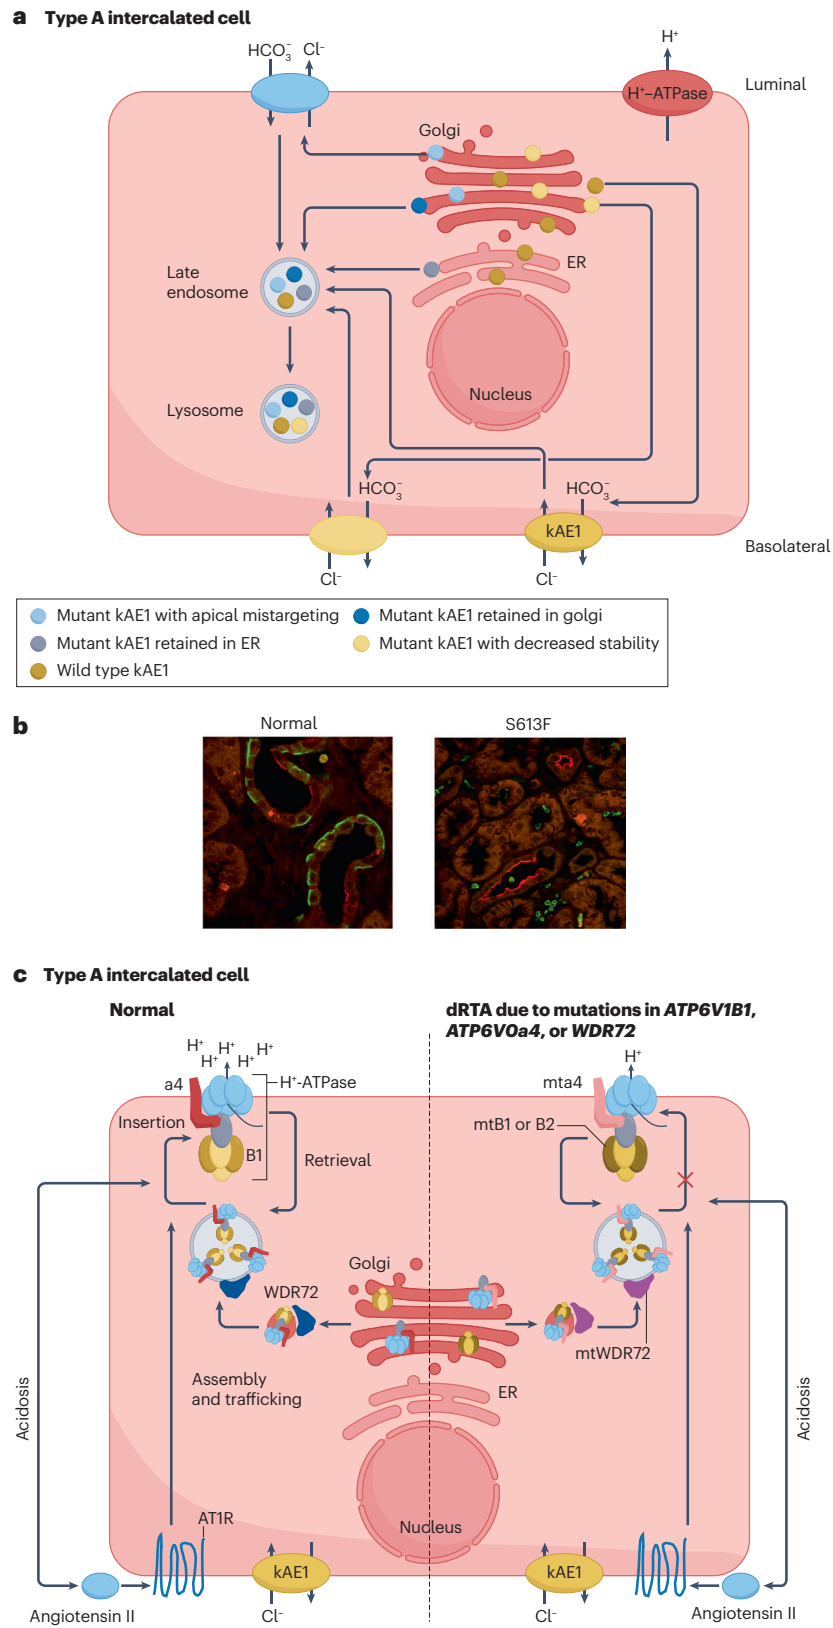 a Type A intercalated cell
HCO₃⁻ Cl⁻
H⁺
Luminal
H⁺–ATPase
Golgi
ER
Late
endosome
Nucleus
Lysosome
HCO₃⁻
HCO₃⁻
kAE1
Basolateral
Cl⁻
Cl⁻
Mutant kAE1 with apical mistargeting
Mutant kAE1 retained in golgi
Mutant kAE1 retained in ER
Mutant kAE1 with decreased stability
Wild type kAE1
b
Normal
S613F
c Type A intercalated cell
Normal
dRTA due to mutations in ATP6V1B1,
ATP6V0a4, or WDR72
H⁺ H⁺ H⁺ H⁺ H⁺
H⁺
a4
H⁺-ATPase
mta4
Insertion
mtB1 or B2
B1
Retrieval
Golgi
WDR72
mtWDR72
Assembly
and trafficking
ER
Acidosis
Acidosis
AT1R
Nucleus
kAE1
kAE1
Angiotensin II
Cl⁻
Cl⁻
Angiotensin II